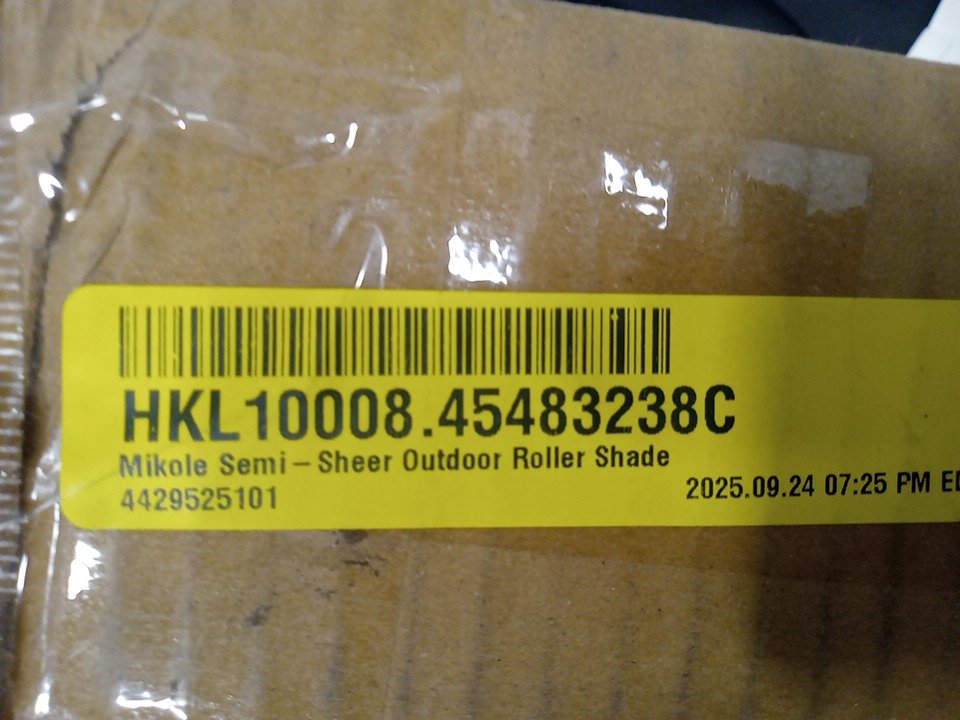 HKL10008.45483238C
Mikole Semi-Sheer Outdoor Roller Shade
4429525101
2025.09.24 07:25 PM